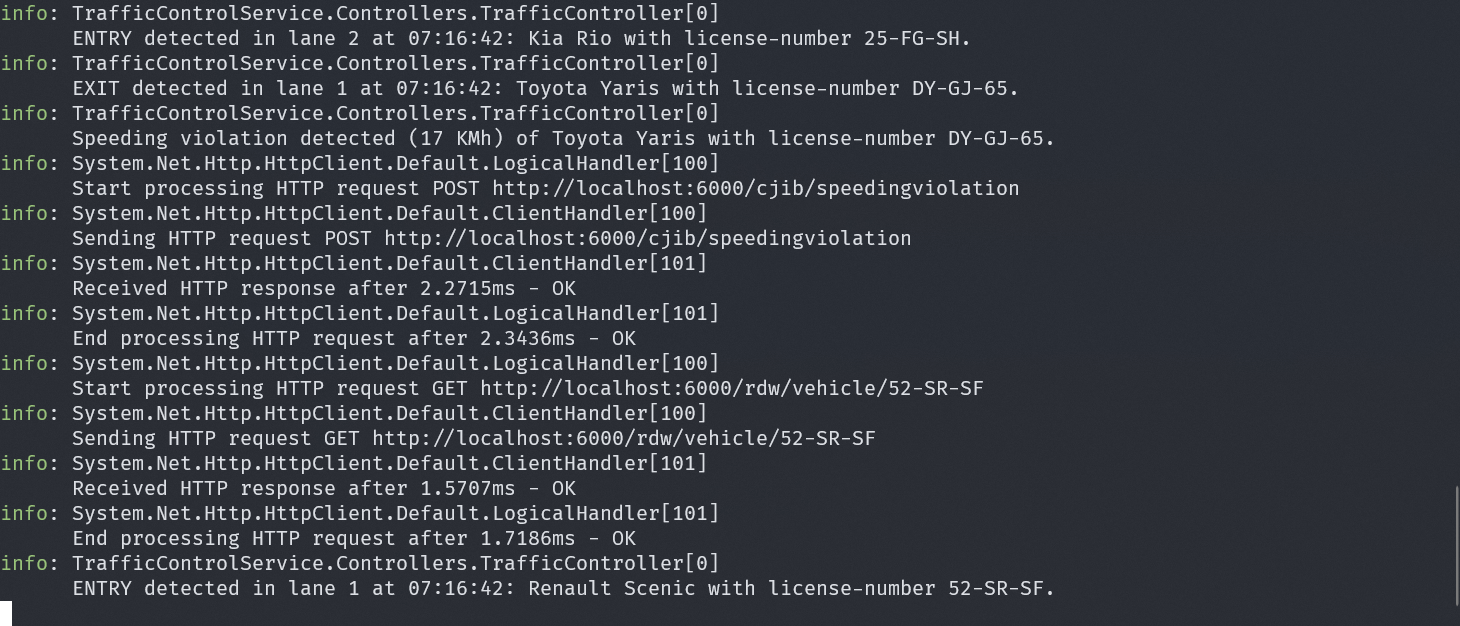 info: TrafficControlService.Controllers.TrafficController[0]
ENTRY detected in lane 2 at 07:16:42: Kia Rio with license-number 25-FG-SH.
info: TrafficControlService.Controllers.TrafficController[0]
EXIT detected in lane 1 at 07:16:42: Toyota Yaris with license-number DY-GJ-65.
info: TrafficControlService.Controllers.TrafficController[0]
Speeding violation detected (17 KMh) of Toyota Yaris with license-number DY-GJ-65.
info: System.Net.Http.HttpClient.Default.LogicalHandler[100]
Start processing HTTP request POST http://localhost:6000/cjib/speedingviolation
info: System.Net.Http.HttpClient.Default.ClientHandler[100]
Sending HTTP request POST http://localhost:6000/cjib/speedingviolation
info: System.Net.Http.HttpClient.Default.ClientHandler[101]
Received HTTP response after 2.2715ms - OK
info: System.Net.Http.HttpClient.Default.LogicalHandler[101]
End processing HTTP request after 2.3436ms - OK
info: System.Net.Http.HttpClient.Default.LogicalHandler[100]
Start processing HTTP request GET http://localhost:6000/rdw/vehicle/52-SR-SF
info: System.Net.Http.HttpClient.Default.ClientHandler[100]
Sending HTTP request GET http://localhost:6000/rdw/vehicle/52-SR-SF
info: System.Net.Http.HttpClient.Default.ClientHandler[101]
Received HTTP response after 1.5707ms - OK
info: System.Net.Http.HttpClient.Default.LogicalHandler[101]
End processing HTTP request after 1.7186ms - OK
info: TrafficControlService.Controllers.TrafficController[0]
ENTRY detected in lane 1 at 07:16:42: Renault Scenic with license-number 52-SR-SF.